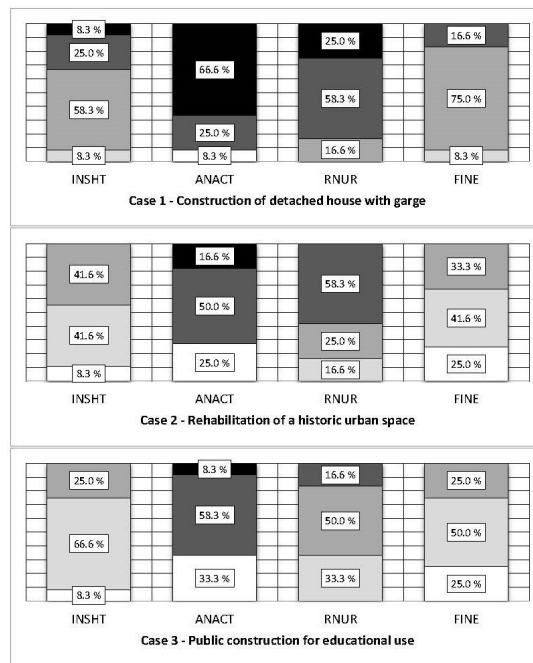 8.3 %
25.0 % 25.0 % 16.6 %
66.6 %
58.3 % 58.3 % 75.0 %
25.0 %
8.3 % 8.3 % 16.6 % 8.3 %
INSHT ANACT RNUR FINE
Case 1 - Construction of detached house with garge
41.6 % 16.6 % 58.3 % 33.3 %
50.0 % 25.0 % 41.6 %
41.6 %
8.3 % 25.0 % 16.6 % 25.0 %
INSHT ANACT RNUR FINE
Case 2 - Rehabilitation of a historic urban space
25.0 % 8.3 % 16.6 % 25.0 %
66.6 % 58.3 % 50.0 % 50.0 %
8.3 % 33.3 % 33.3 % 25.0 %
INSHT ANACT RNUR FINE
Case 3 - Public construction for educational use